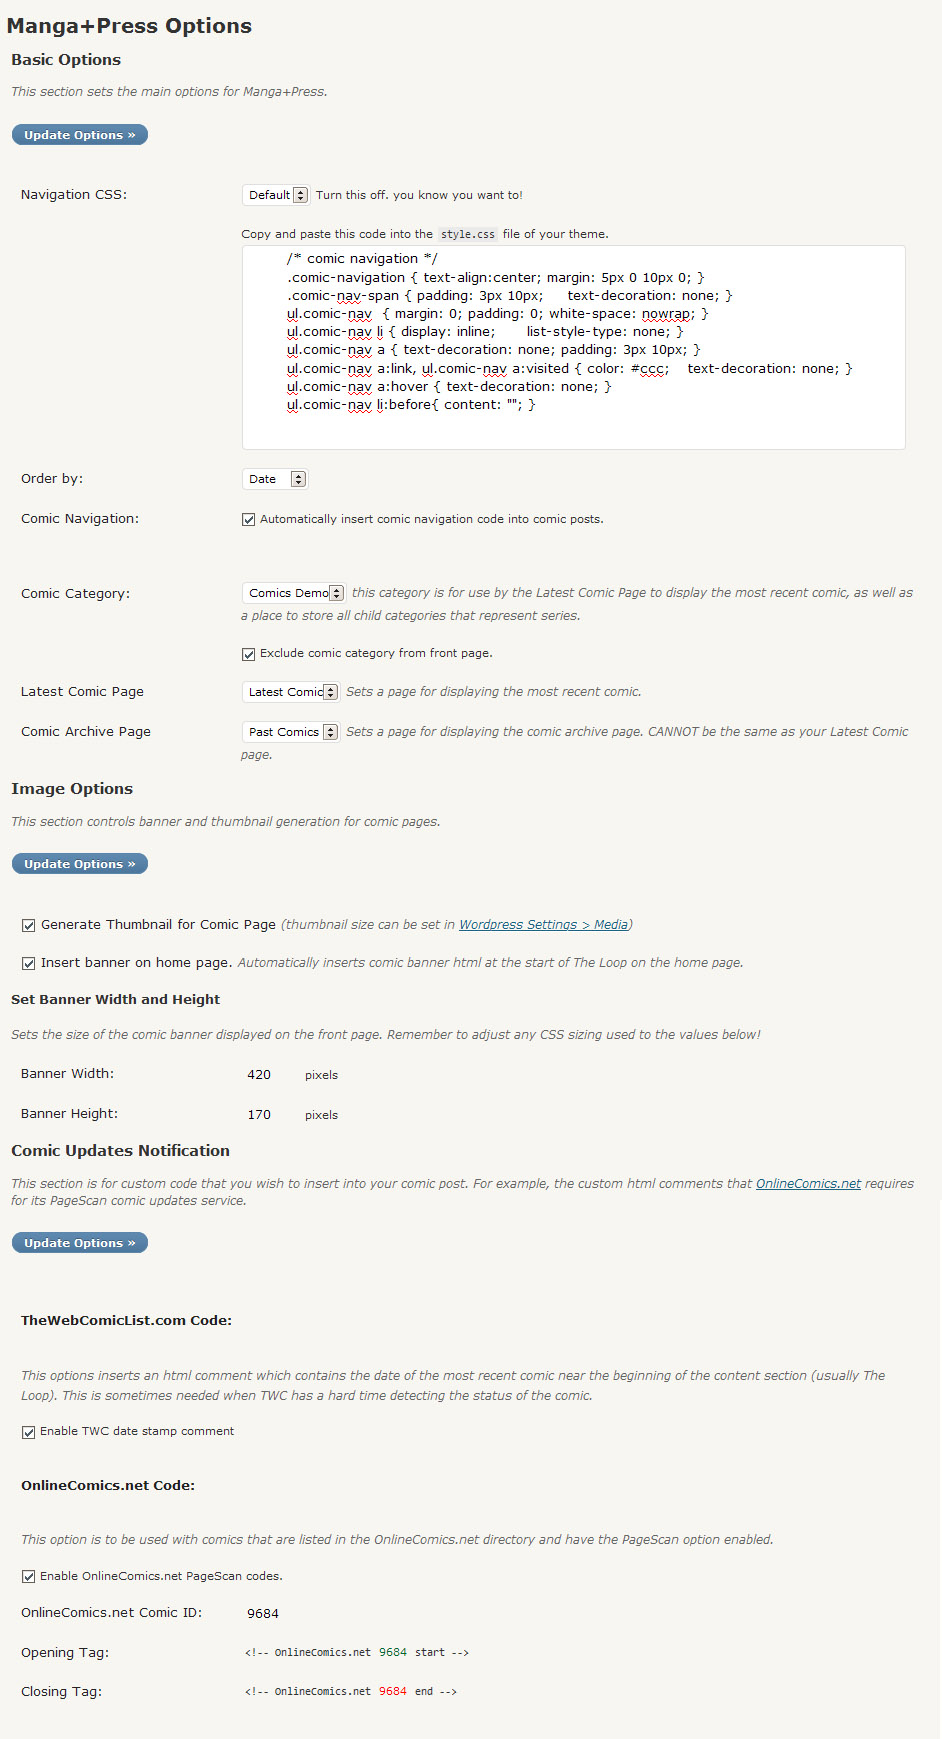 Manga+Press Options
Basic Options
This section sets the main options for Manga+Press.
Update Options »
Navigation CSS: Default Turn this off. you know you want to!
Copy and paste this code into the style.css file of your theme.
/* comic navigation */
.comic-navigation { text-align:center; margin: 5px 0 10px 0; }
.comic-nav-span { padding: 3px 10px; text-decoration: none; }
ul.comic-nav { margin: 0; padding: 0; white-space: nowrap; }
ul.comic-nav li { display: inline; list-style-type: none; }
ul.comic-nav a { text-decoration: none; padding: 3px 10px; }
ul.comic-nav a:link, ul.comic-nav a:visited { color: #ccc; text-decoration: none; }
ul.comic-nav a:hover { text-decoration: none; }
ul.comic-nav li:before{ content: ""; }
Order by: Date
Comic Navigation: Automatically insert comic navigation code into comic posts.
Comic Category: Comics Demo this category is for use by the Latest Comic Page to display the most recent comic, as well as
a place to store all child categories that represent series.
Exclude comic category from front page.
Latest Comic Page Latest Comic Sets a page for displaying the most recent comic.
Comic Archive Page Past Comics Sets a page for displaying the comic archive page. CANNOT be the same as your Latest Comic
page.
Image Options
This section controls banner and thumbnail generation for comic pages.
Update Options »
Generate Thumbnail for Comic Page (thumbnail size can be set in Wordpress Settings > Media)
Insert banner on home page. Automatically inserts comic banner html at the start of The Loop on the home page.
Set Banner Width and Height
Sets the size of the comic banner displayed on the front page. Remember to adjust any CSS sizing used to the values below!
Banner Width: 420 pixels
Banner Height: 170 pixels
Comic Updates Notification
This section is for custom code that you wish to insert into your comic post. For example, the custom html comments that OnlineComics.net requires
for its PageScan comic updates service.
Update Options »
TheWebComicList.com Code:
This options inserts an html comment which contains the date of the most recent comic near the beginning of the content section (usually The
Loop). This is sometimes needed when TWC has a hard time detecting the status of the comic.
Enable TWC date stamp comment
OnlineComics.net Code:
This option is to be used with comics that are listed in the OnlineComics.net directory and have the PageScan option enabled.
Enable OnlineComics.net PageScan codes.
OnlineComics.net Comic ID: 9684
Opening Tag: <!-- OnlineComics.net 9684 start -->
Closing Tag: <!-- OnlineComics.net 9684 end -->